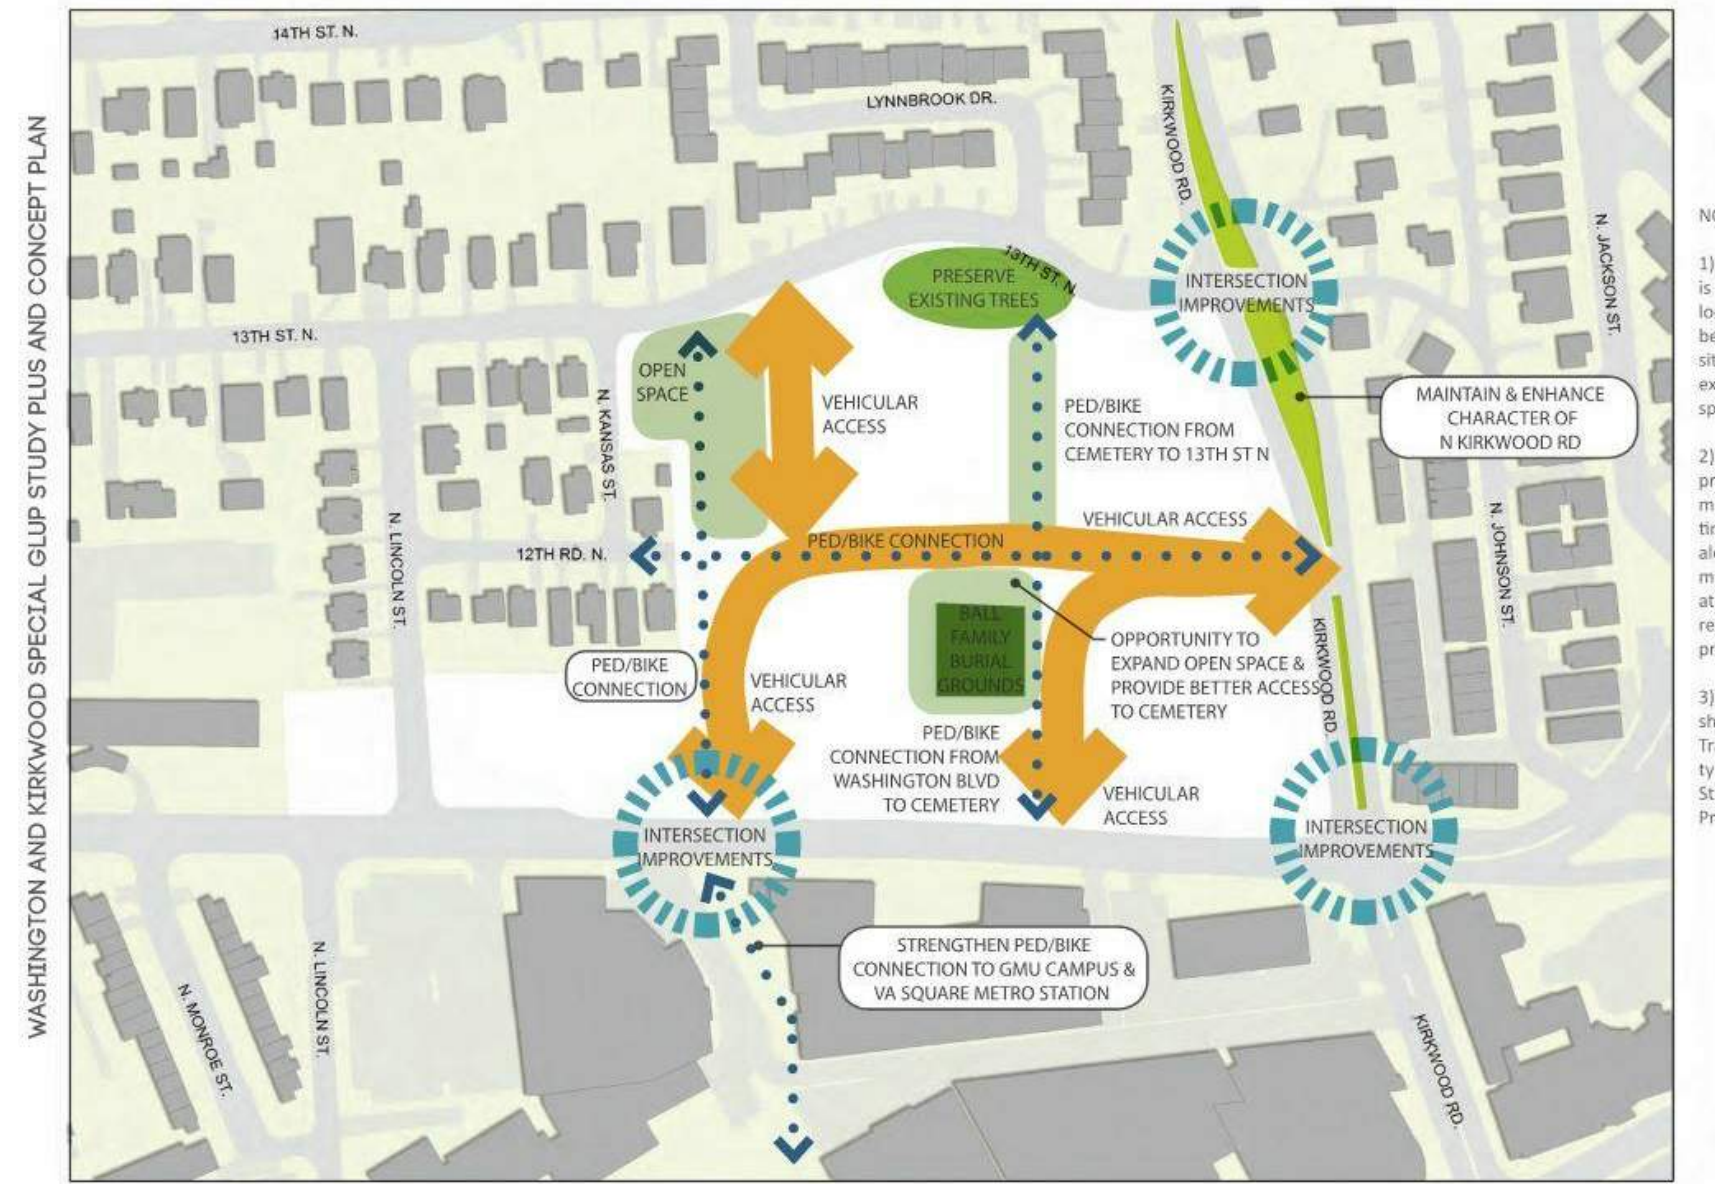 WASHINGTON AND KIRKWOOD SPECIAL GLUP STUDY PLUS AND CONCEPT PLAN
14TH ST. N.
LYNNBROOK DR.
KIRKWOOD RD.
N. JACKSON ST.
13TH ST. N.
13TH ST. N.
PRESERVE
EXISTING TREES
INTERSECTION
IMPROVEMENTS
OPEN
SPACE
N. KANSAS ST.
VEHICULAR
ACCESS
PED/BIKE
CONNECTION FROM
CEMETERY TO 13TH ST N
MAINTAIN & ENHANCE
CHARACTER OF
N KIRKWOOD RD
N. LINCOLN ST.
12TH RD. N.
PED/BIKE CONNECTION
VEHICULAR ACCESS
N. JOHNSON ST.
BALL
FAMILY
BURIAL
GROUNDS
OPPORTUNITY TO
EXPAND OPEN SPACE &
PROVIDE BETTER ACCESS
TO CEMETERY
KIRKWOOD RD.
PED/BIKE
CONNECTION
VEHICULAR
ACCESS
PED/BIKE
CONNECTION FROM
WASHINGTON BLVD
TO CEMETERY
VEHICULAR
ACCESS
INTERSECTION
IMPROVEMENTS
INTERSECTION
IMPROVEMENTS
STRENGTHEN PED/BIKE
CONNECTION TO GMU CAMPUS &
VA SQUARE METRO STATION
N. MONROE ST.
N. LINCOLN ST.
KIRKWOOD RD.
1)
is
2)
3)